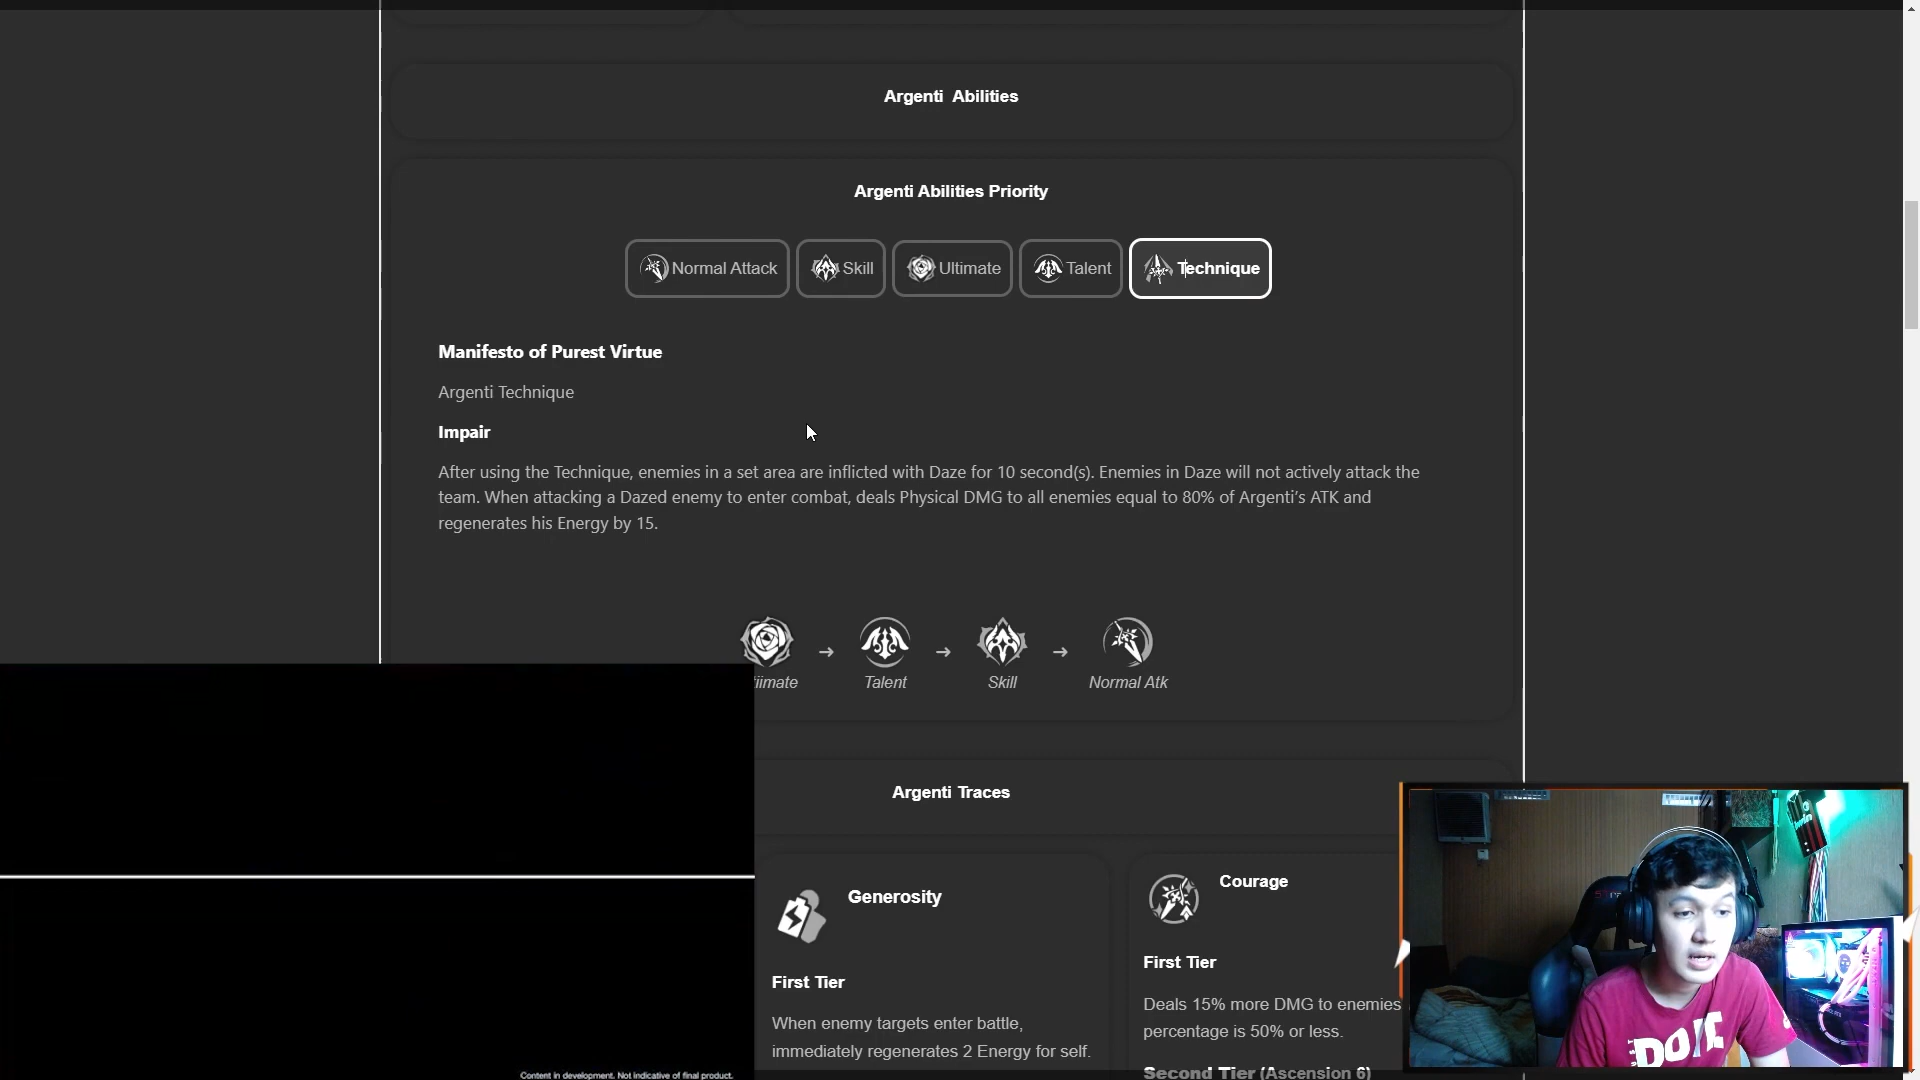 Argenti Abilities
Argenti Abilities Priority
Normal Attack
Skill
Ultimate
Talent
Technique
Manifesto of Purest Virtue
Argenti Technique
Impair
After using the Technique, enemies in a set area are inflicted with Daze for 10 second(s). Enemies in Daze will not actively attack the
team. When attacking a Dazed enemy to enter combat, deals Physical DMG to all enemies equal to 80% of Argenti's ATK and
regenerates his Energy by 15.
→ → →
Talent
Skill
Normal Atk
Argenti Traces
Generosity
First Tier
When enemy targets enter battle,
immediately regenerates 2 Energy for self.
Courage
First Tier
Deals 15% more DMG to enemies
percentage is 50% or less.
Second Tier (Ascension 6)
Content in development. Not indicative of final product.